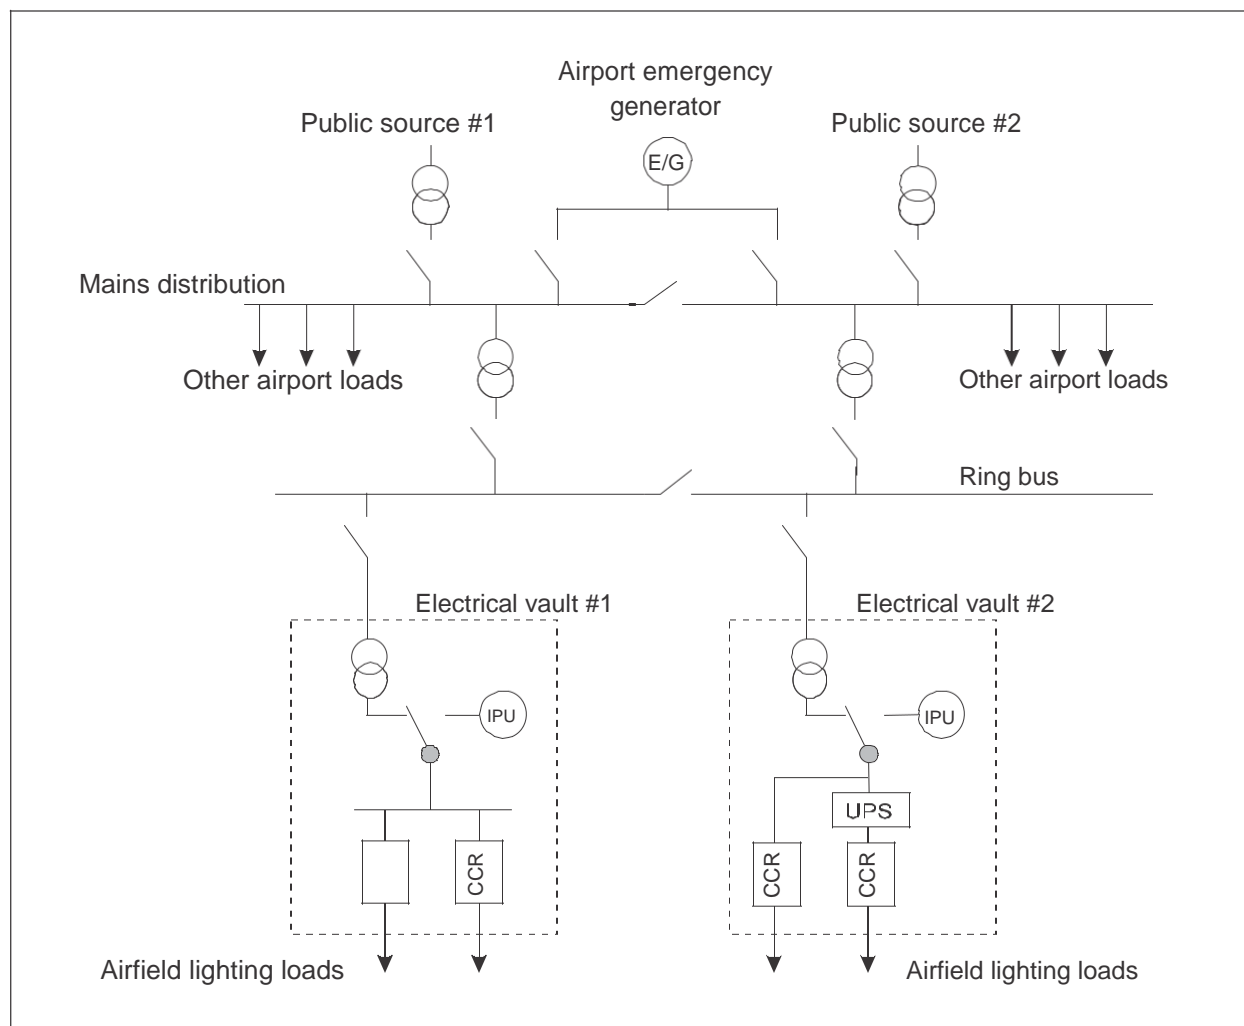 Airport emergency
generator
Public source #1
Public source #2
E/G
Mains distribution
Other airport loads
Other airport loads
Ring bus
Electrical vault #1
Electrical vault #2
IPU
IPU
UPS
CCR
CCR
CCR
Airfield lighting loads
Airfield lighting loads